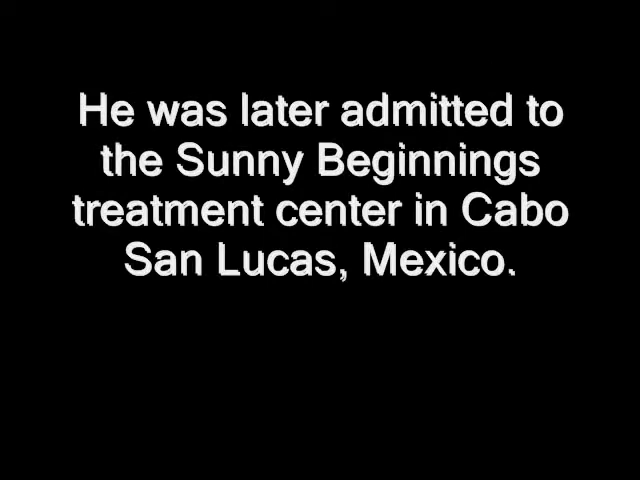 He was later admitted to
the Sunny Beginnings
treatment center in Cabo
San Lucas, Mexico.